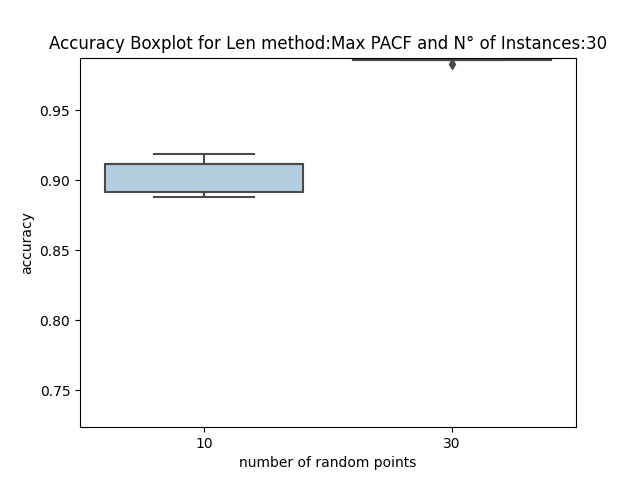 Accuracy Boxplot for Len method:Max PACF and N° of Instances:30
0.95
0.90
0.85
0.80
0.75
accuracy
10 30
number of random points